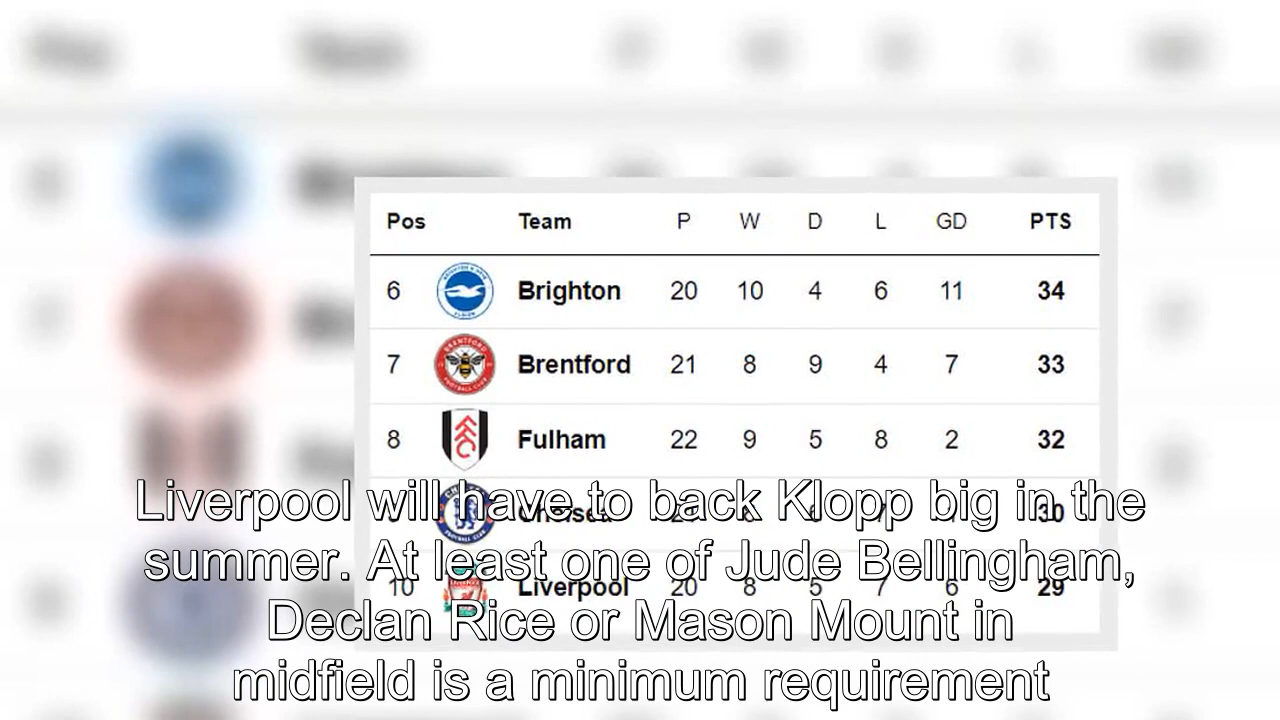 Pos Team P W D L GD PTS
6 Brighton 20 10 4 6 11 34
7 Brentford 21 8 9 4 7 33
8 Fulham 22 9 5 8 2 32
Chelsea 30
10 Liverpool 20 8 5 7 6 29
Liverpool will have to back Klopp big in the
summer. At least one of Jude Bellingham,
Declan Rice or Mason Mount in
midfield is a minimum requirement